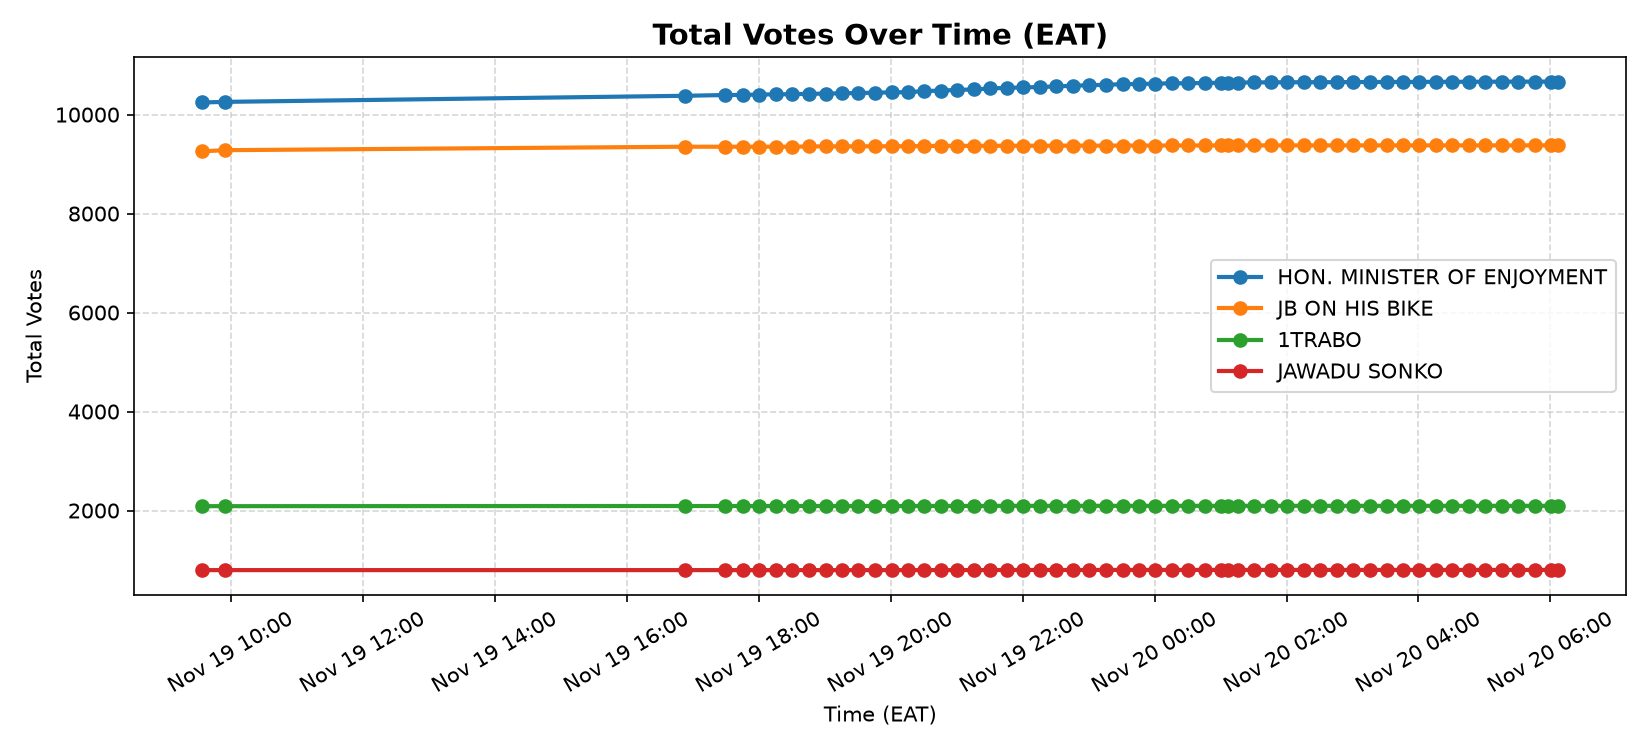 Total Votes Over Time (EAT)
Total Votes
10000
8000
6000
4000
2000
HON. MINISTER OF ENJOYMENT
JB ON HIS BIKE
1TRABO
JAWADU SONKO
Nov 19 10:00
Nov 19 12:00
Nov 19 14:00
Nov 19 16:00
Nov 19 18:00
Nov 19 20:00
Nov 19 22:00
Nov 20 00:00
Nov 20 02:00
Nov 20 04:00
Nov 20 06:00
Time (EAT)